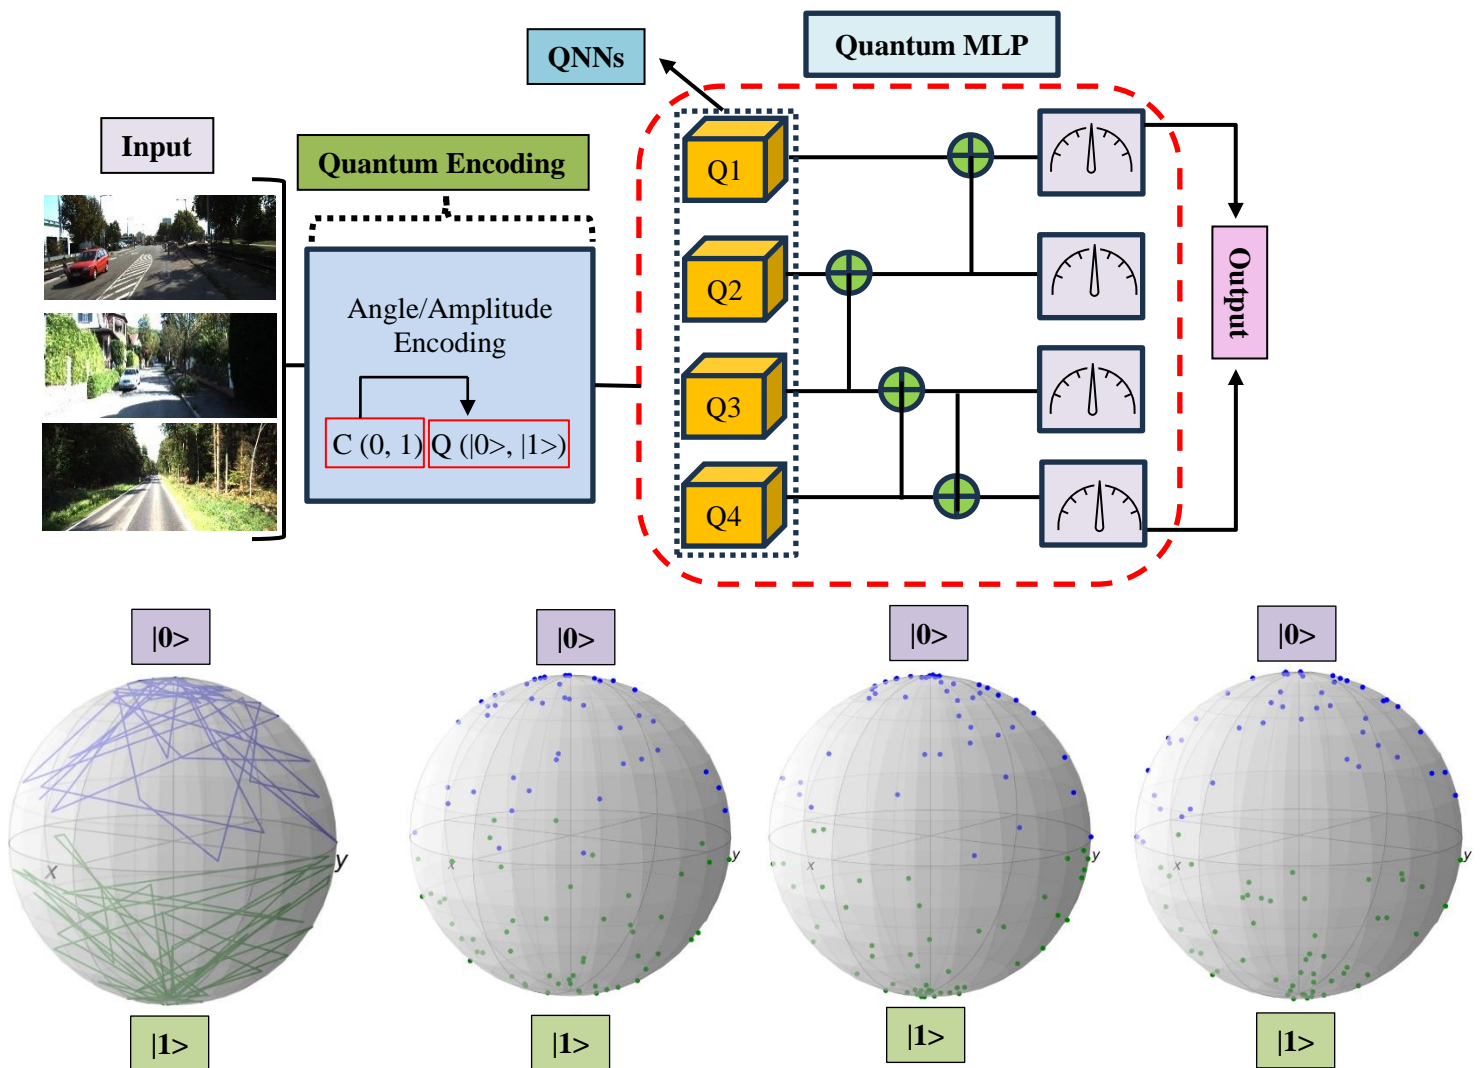 Quantum MLP
QNNs
Input
Quantum Encoding
Angle/Amplitude
Encoding
C (0, 1)
Q (|0>, |1>)
Q1
Q2
Q3
Q4
Output
|0>
|0>
|0>
|0>
x
y
x
y
x
y
x
y
|1>
|1>
|1>
|1>